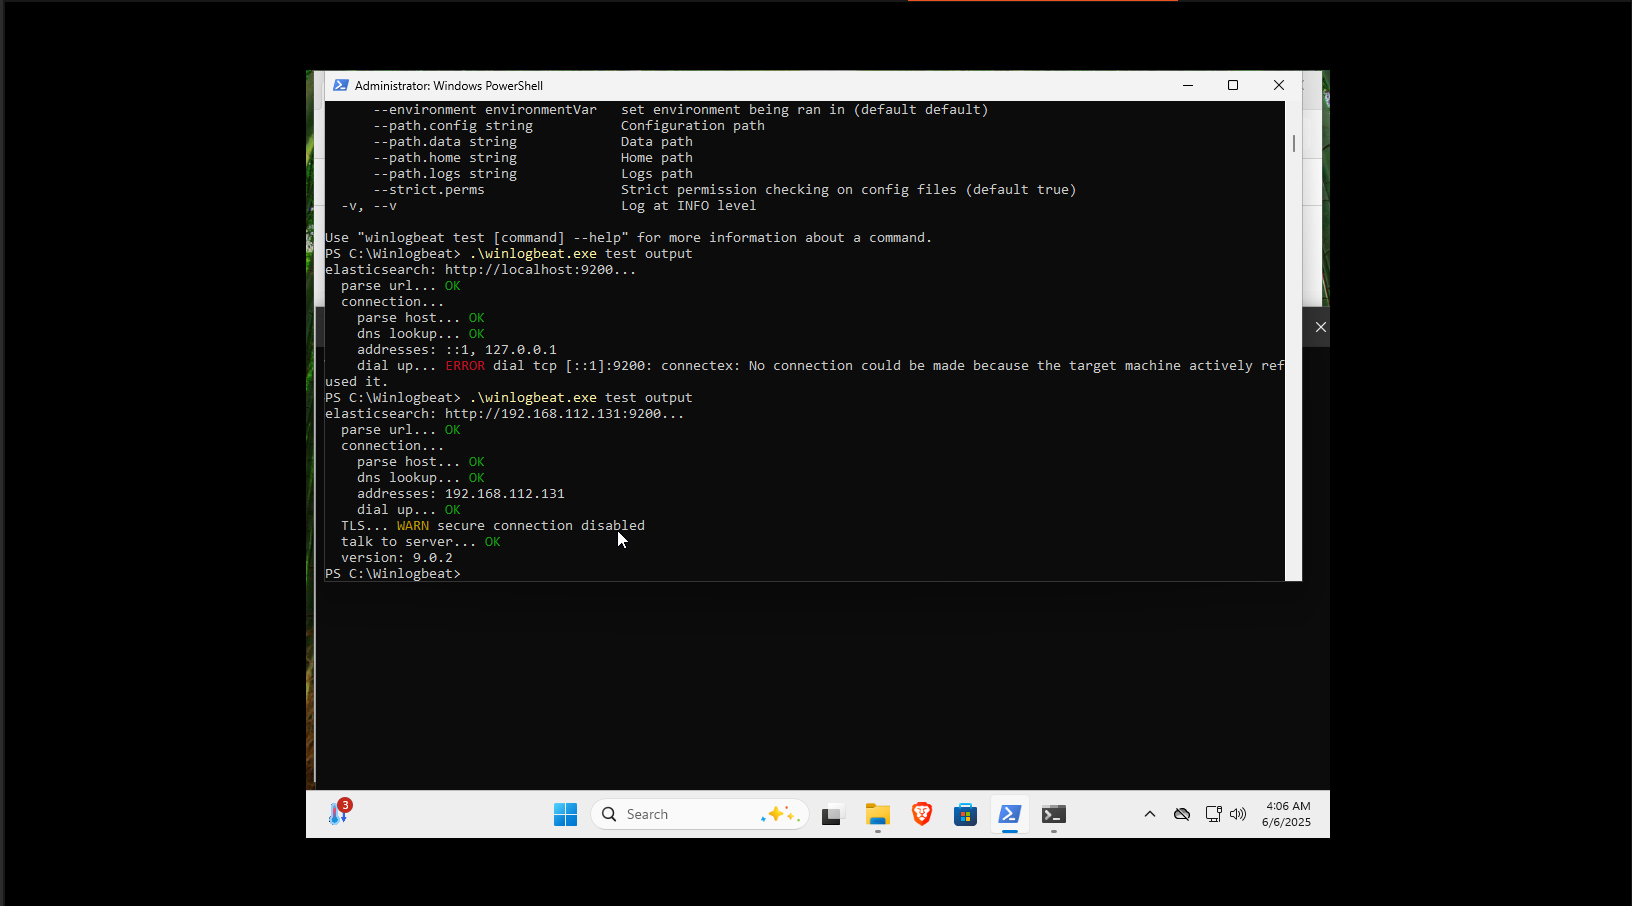 Administrator: Windows PowerShell
--environment environmentVar   set environment being ran in (default default)
--path.config string           Configuration path
--path.data string             Data path
--path.home string             Home path
--path.logs string             Logs path
--strict.perms                 Strict permission checking on config files (default true)
-v, --v                            Log at INFO level
Use "winlogbeat test [command] --help" for more information about a command.
PS C:\Winlogbeat> .\winlogbeat.exe test output
elasticsearch: http://localhost:9200...
parse url... OK
connection...
parse host... OK
dns lookup... OK
addresses: ::1, 127.0.0.1
dial up... ERROR dial tcp [::1]:9200: connectex: No connection could be made because the target machine actively ref
used it.
PS C:\Winlogbeat> .\winlogbeat.exe test output
elasticsearch: http://192.168.112.131:9200...
parse url... OK
connection...
parse host... OK
dns lookup... OK
addresses: 192.168.112.131
dial up... OK
TLS... WARN secure connection disabled
talk to server... OK
version: 9.0.2
PS C:\Winlogbeat>
3
Search
4:06 AM
6/6/2025